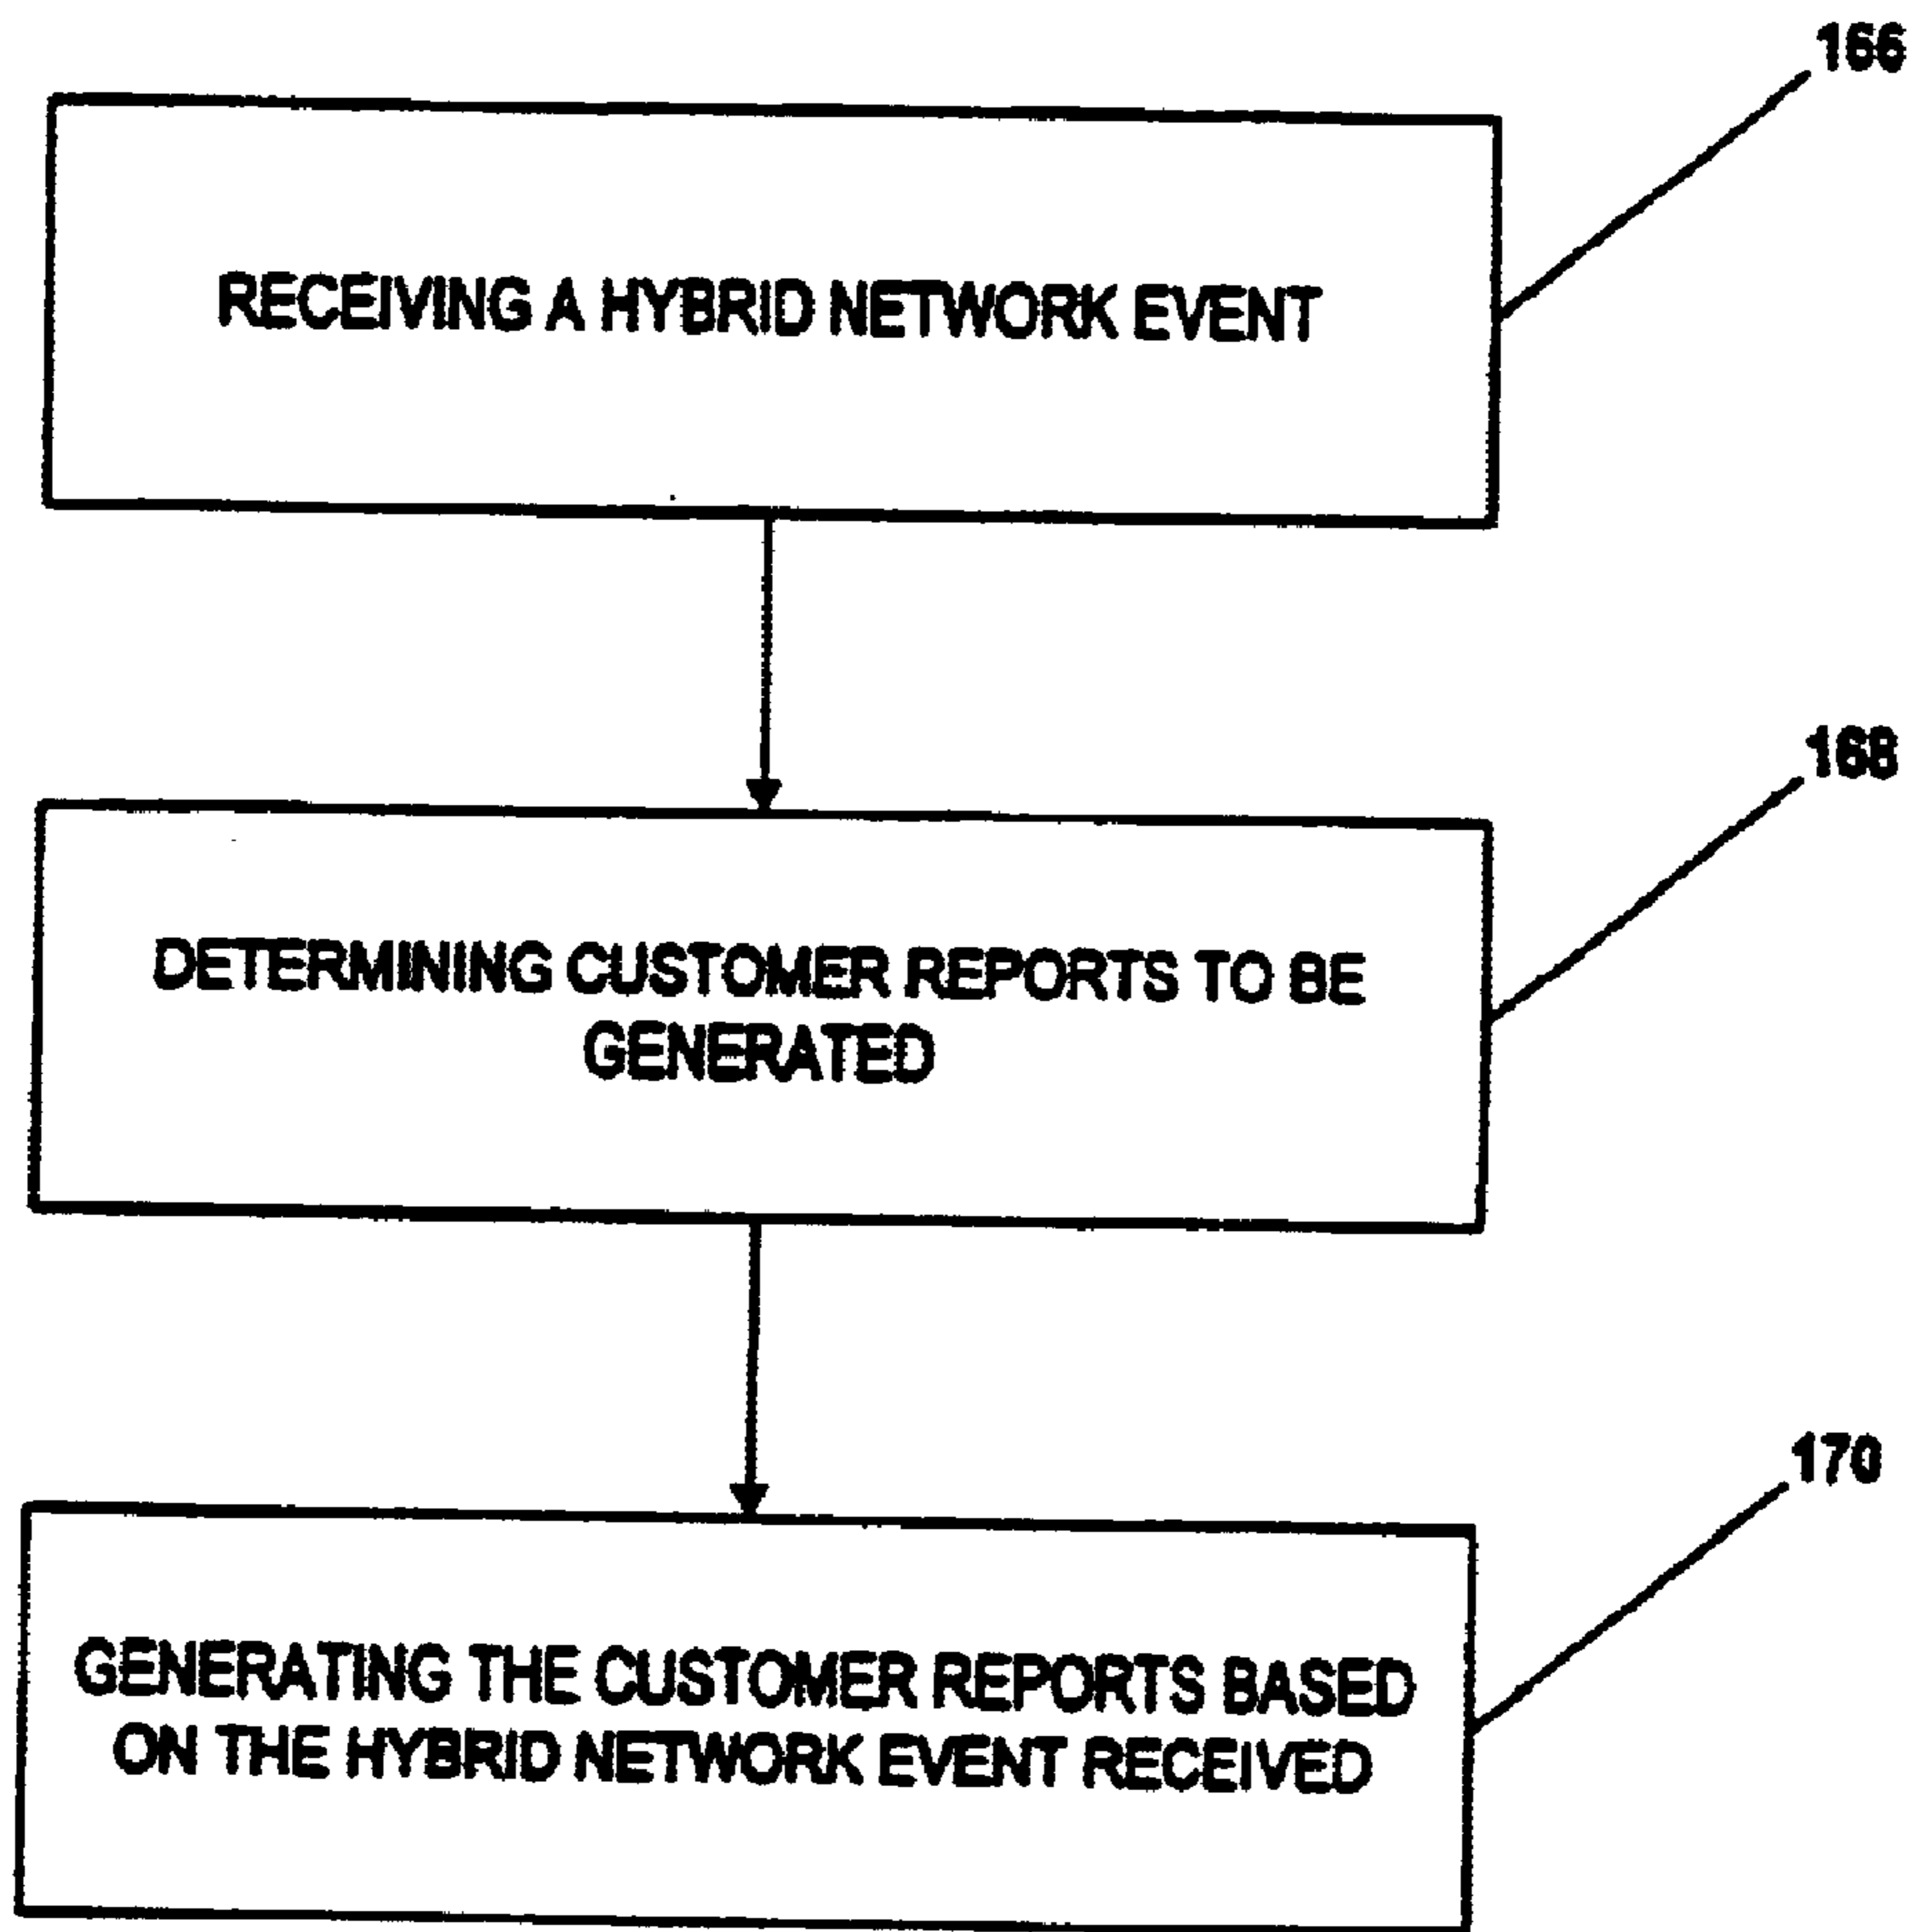 166
RECEIVING A HYBRID NETWORK EVENT
168
DETERMINING CUSTOMER REPORTS TO BE
GENERATED
170
GENERATING THE CUSTOMER REPORTS BASED
ON THE HYBRID NETWORK EVENT RECEIVED